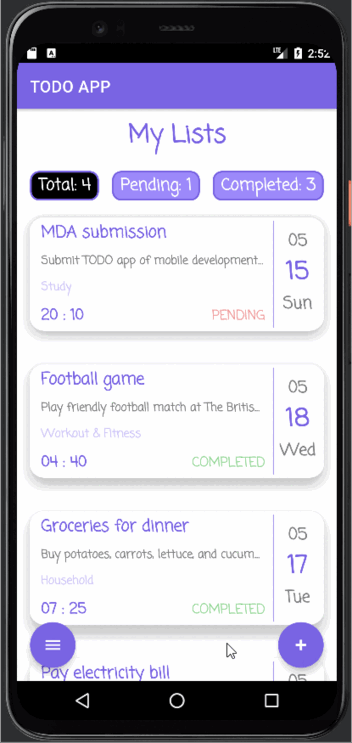 LTE 2:52
TODO APP
My Lists
Total: 4 Pending: 1 Completed: 3
MDA submission
Submit TODO app of mobile development...
Study
20 : 10 PENDING
05
15
Sun
Football game
Play friendly football match at The Britis...
Workout & Fitness
04 : 40 COMPLETED
05
18
Wed
Groceries for dinner
Buy potatoes, carrots, lettuce, and cucum...
Household
07 : 25 COMPLETED
05
17
Tue
Pay electricity bill
05
+